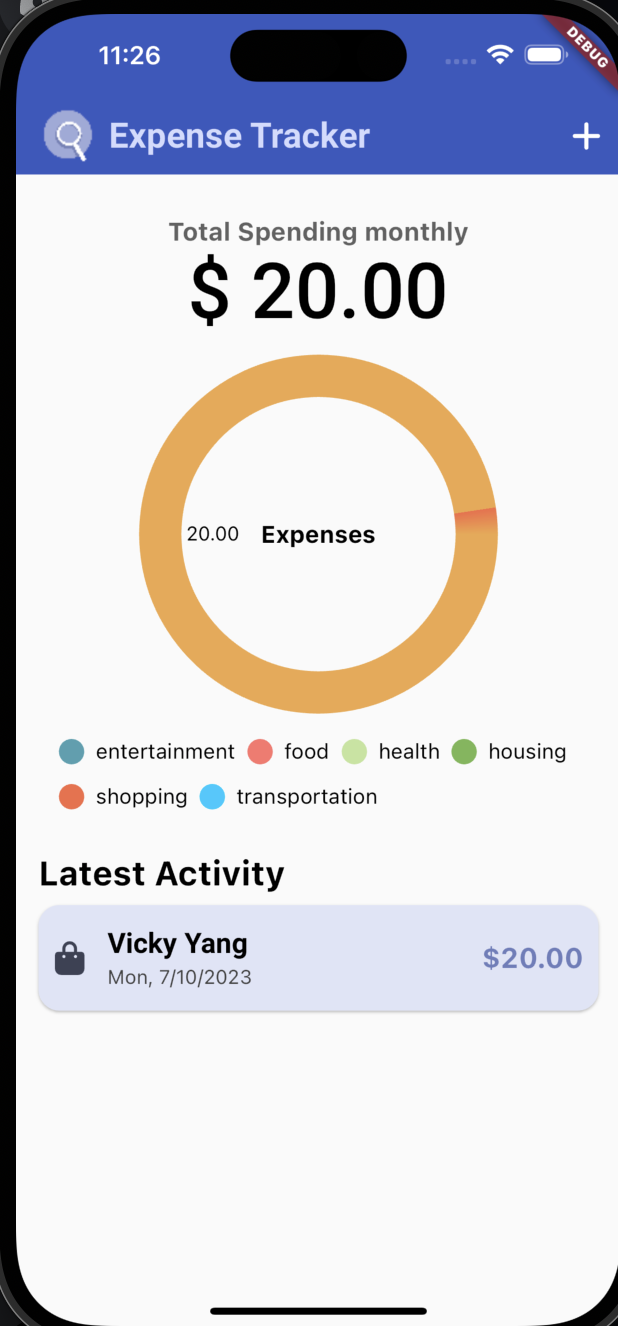 11:26
DEBUG
Expense Tracker
Total Spending monthly
$ 20.00
20.00 Expenses
entertainment food health housing
shopping transportation
Latest Activity
Vicky Yang
$20.00
Mon, 7/10/2023